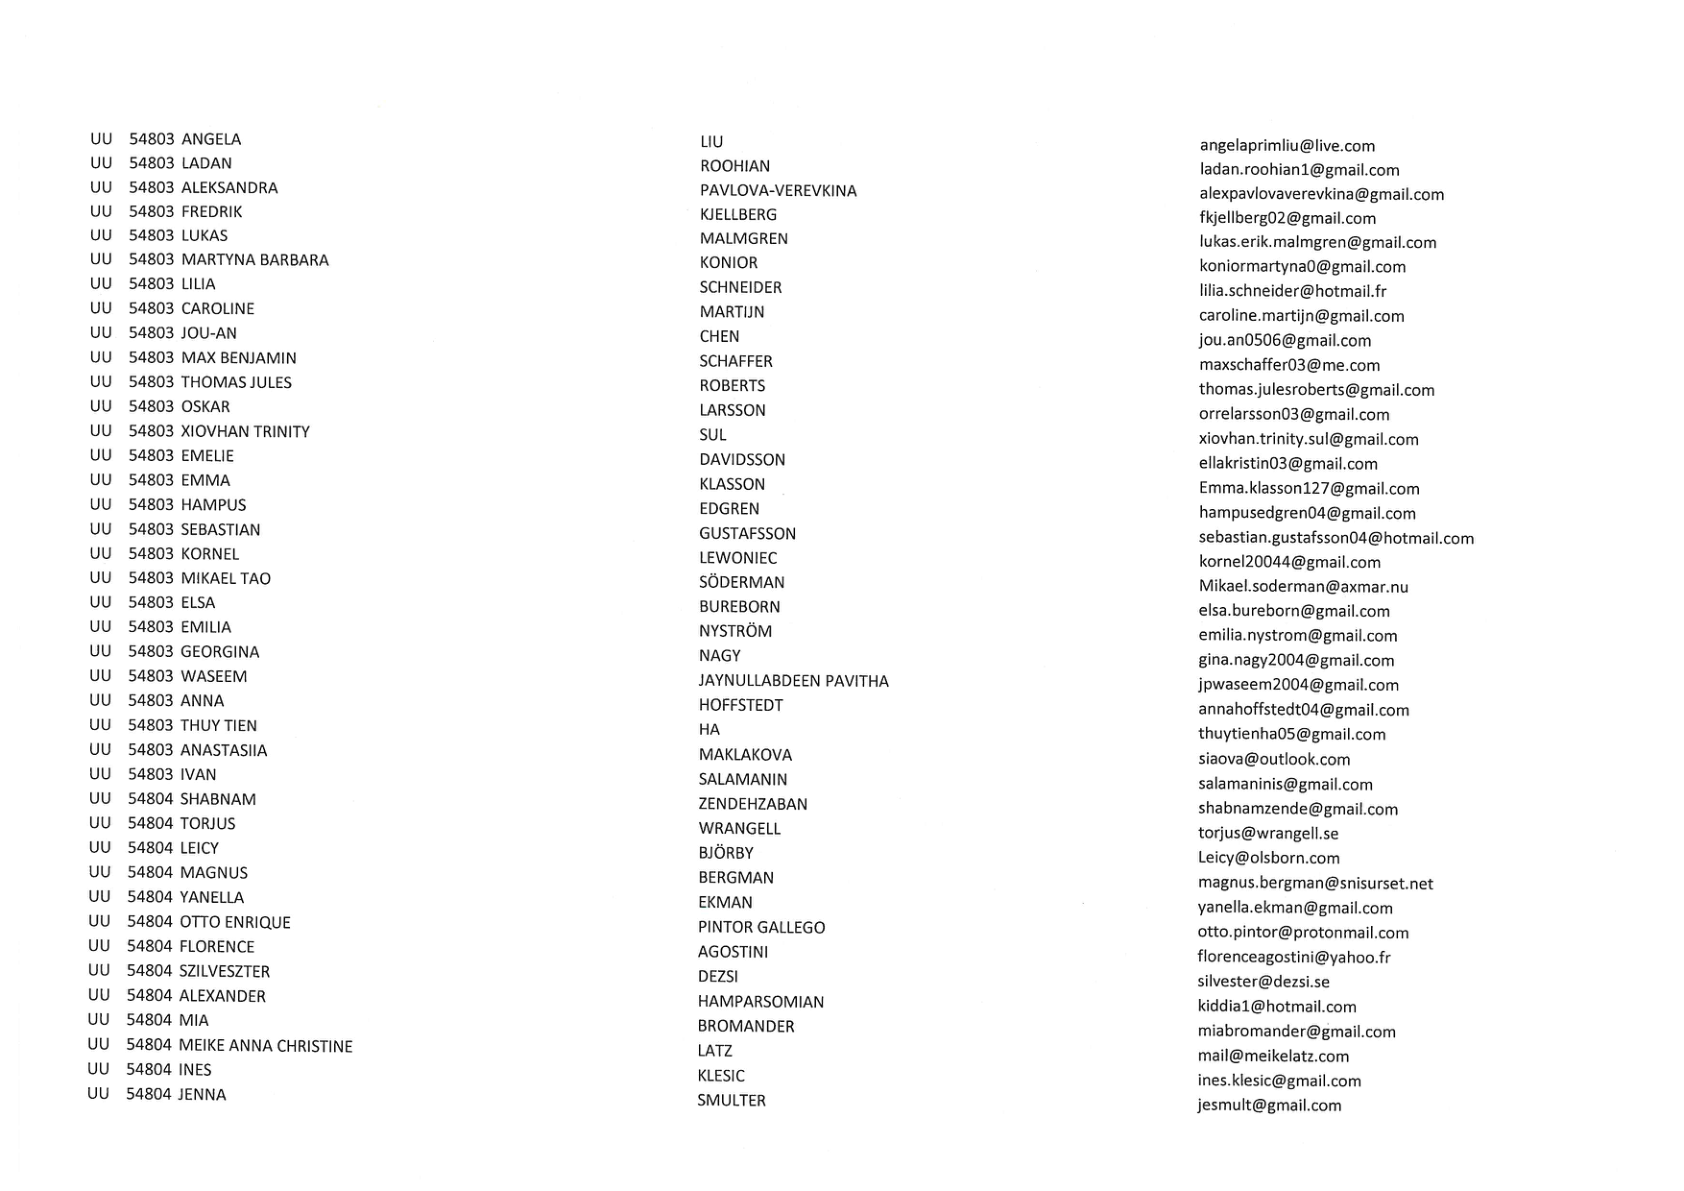 UU 54803 ANGELA LIU angelaprimliu@live.com
UU 54803 LADAN ROOHIAN ladan.roohian1@gmail.com
UU 54803 ALEKSANDRA PAVLOVA-VEREVKINA alexpavlovaverevkina@gmail.com
UU 54803 FREDRIK KJELLBERG fkjellberg02@gmail.com
UU 54803 LUKAS MALMGREN lukas.erik.malmgren@gmail.com
UU 54803 MARTYNA BARBARA KONIOR koniormartyna0@gmail.com
UU 54803 LILIA SCHNEIDER lilia.schneider@hotmail.fr
UU 54803 CAROLINE MARTIJN caroline.martijn@gmail.com
UU 54803 JOU-AN CHEN jou.an0506@gmail.com
UU 54803 MAX BENJAMIN SCHAFFER maxschaffer03@me.com
UU 54803 THOMAS JULES ROBERTS thomas.julesroberts@gmail.com
UU 54803 OSKAR LARSSON orrelarsson03@gmail.com
UU 54803 XIOVHAN TRINITY SUL xiovhan.trinity.sul@gmail.com
UU 54803 EMELIE DAVIDSSON ellakristin03@gmail.com
UU 54803 EMMA KLASSON Emma.klasson127@gmail.com
UU 54803 HAMPUS EDGREN hampusedgren04@gmail.com
UU 54803 SEBASTIAN GUSTAFSSON sebastian.gustafsson04@hotmail.com
UU 54803 KORNEL LEWONIEC kornel20044@gmail.com
UU 54803 MIKAEL TAO SÖDERMAN Mikael.soderman@axmar.nu
UU 54803 ELSA BUREBORN elsa.bureborn@gmail.com
UU 54803 EMILIA NYSTRÖM emilia.nystrom@gmail.com
UU 54803 GEORGINA NAGY gina.nagy2004@gmail.com
UU 54803 WASEEM JAYNULLABDEEN PAVITHA jpwaseem2004@gmail.com
UU 54803 ANNA HOFFSTEDT annahoffstedt04@gmail.com
UU 54803 THUY TIEN HA thuytienha05@gmail.com
UU 54803 ANASTASIIA MAKLAKOVA siaova@outlook.com
UU 54803 IVAN SALAMANIN salamaninis@gmail.com
UU 54804 SHABNAM ZENDEHZABAN shabnamzende@gmail.com
UU 54804 TORJUS WRANGELL torjus@wrangell.se
UU 54804 LEICY BJÖRBY Leicy@olsborn.com
UU 54804 MAGNUS BERGMAN magnus.bergman@snisurset.net
UU 54804 YANELLA EKMAN yanella.ekman@gmail.com
UU 54804 OTTO ENRIQUE PINTOR GALLEGO otto.pintor@protonmail.com
UU 54804 FLORENCE AGOSTINI florenceagostini@yahoo.fr
UU 54804 SZILVESZTER DEZSI silvester@dezsi.se
UU 54804 ALEXANDER HAMPARSOMIAN kiddia1@hotmail.com
UU 54804 MIA BROMANDER miabromander@gmail.com
UU 54804 MEIKE ANNA CHRISTINE LATZ mail@meikelatz.com
UU 54804 INES KLESIC ines.klesic@gmail.com
UU 54804 JENNA SMULTER jesmult@gmail.com